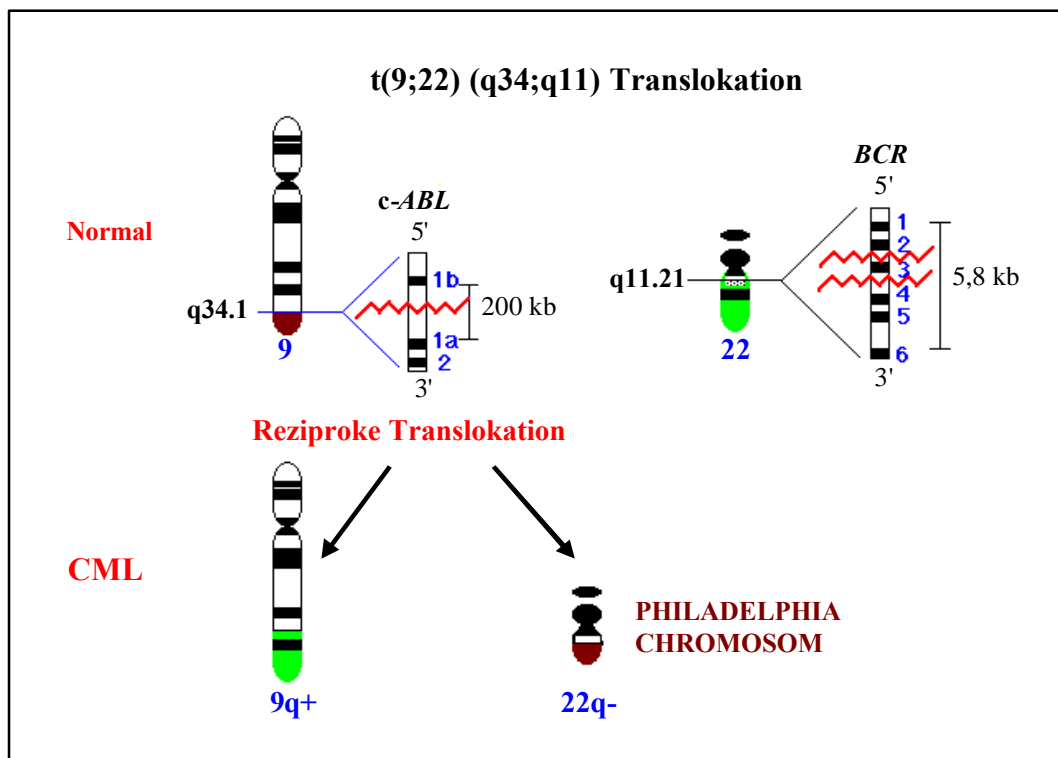 t(9;22) (q34;q11) Translokation
BCR
5'
c-ABL
5'
Normal
1
2
3
4
5
6
5,8 kb
q11.21
1b
200 kb
q34.1
1a
2
9
22
3'
3'
Reziproke Translokation
CML
PHILADELPHIA
CHROMOSOM
9q+
22q-